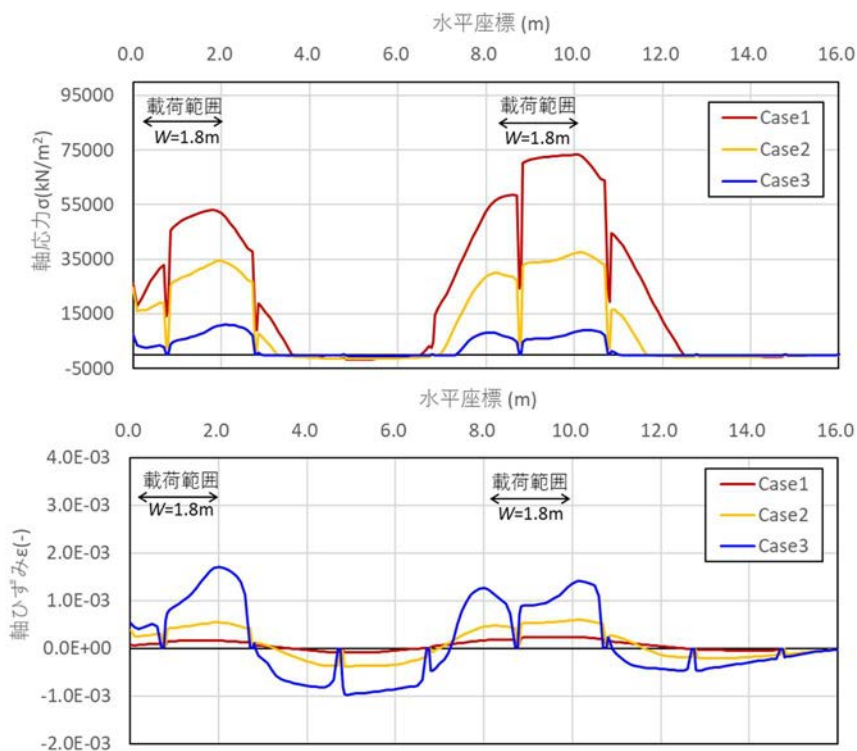 水平座標 (m)
0.0 2.0 4.0 6.0 8.0 10.0 12.0 14.0 16.0
95000
75000
55000
35000
15000
-5000
軸応力σ(kN/m²)
載荷範囲
W=1.8m
載荷範囲
W=1.8m
Case1
Case2
Case3
水平座標 (m)
0.0 2.0 4.0 6.0 8.0 10.0 12.0 14.0 16.0
4.0E-03
3.0E-03
2.0E-03
1.0E-03
0.0E+00
-1.0E-03
-2.0E-03
軸ひずみε(-)
載荷範囲
W=1.8m
載荷範囲
W=1.8m
Case1
Case2
Case3